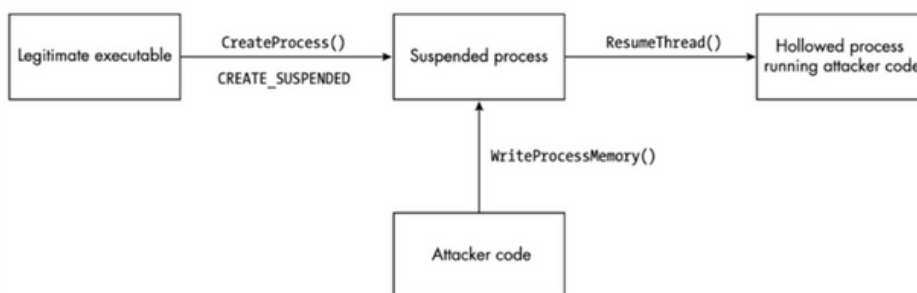 Legitimate executable
CreateProcess()
CREATE_SUSPENDED
Suspended process
ResumeThread()
Hollowed process
running attacker code
WriteProcessMemory()
Attacker code